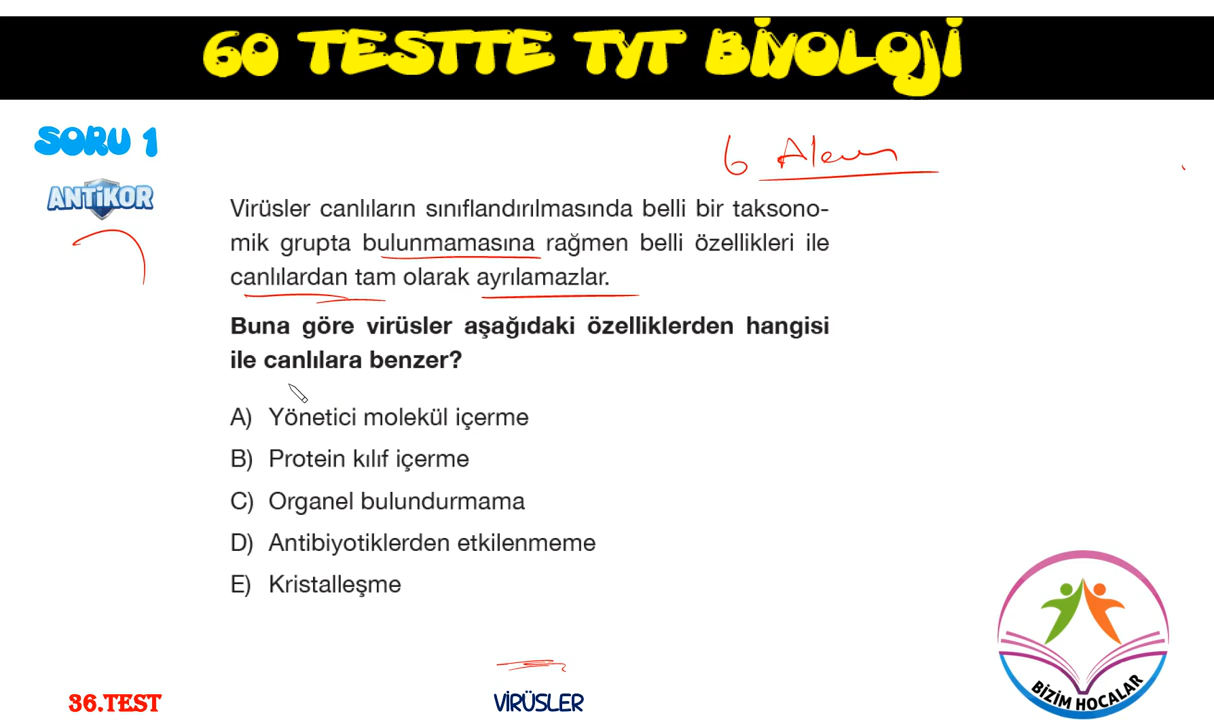 60 TESTTE TYT BİYOLOJİ
SORU 1
6 Alem
ANTİKOR
Virüsler canlıların sınıflandırılmasında belli bir taksono-
mik grupta bulunmamasına rağmen belli özellikleri ile
canlılardan tam olarak ayrılamazlar.
Buna göre virüsler aşağıdaki özelliklerden hangisi
ile canlılara benzer?
A) Yönetici molekül içerme
B) Protein kılıf içerme
C) Organel bulundurmama
D) Antibiyotiklerden etkilenmeme
E) Kristalleşme
BİZİM HOCALAR
36.TEST
VİRÜSLER